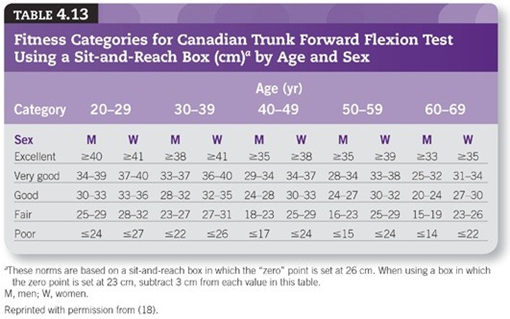 TABLE 4.13
Fitness Categories for Canadian Trunk Forward Flexion Test
Using a Sit-and-Reach Box (cm)ª by Age and Sex
Age (yr)
Category 20–29 30–39 40–49 50–59 60–69
Sex M W M W M W M W M W
Excellent ≥40 ≥41 ≥38 ≥41 ≥35 ≥38 ≥35 ≥39 ≥33 ≥35
Very good 34–39 37–40 33–37 36–40 29–34 34–37 28–34 33–38 25–32 31–34
Good 30–33 33–36 28–32 32–35 24–28 30–33 24–27 30–32 20–24 27–30
Fair 25–29 28–32 23–27 27–31 18–23 25–29 16–23 25–29 15–19 23–26
Poor ≤24 ≤27 ≤22 ≤26 ≤17 ≤24 ≤15 ≤24 ≤14 ≤22
ªThese norms are based on a sit-and-reach box in which the “zero” point is set at 26 cm. When using a box in which
the zero point is set at 23 cm, subtract 3 cm from each value in this table.
M, men; W, women.
Reprinted with permission from (18).